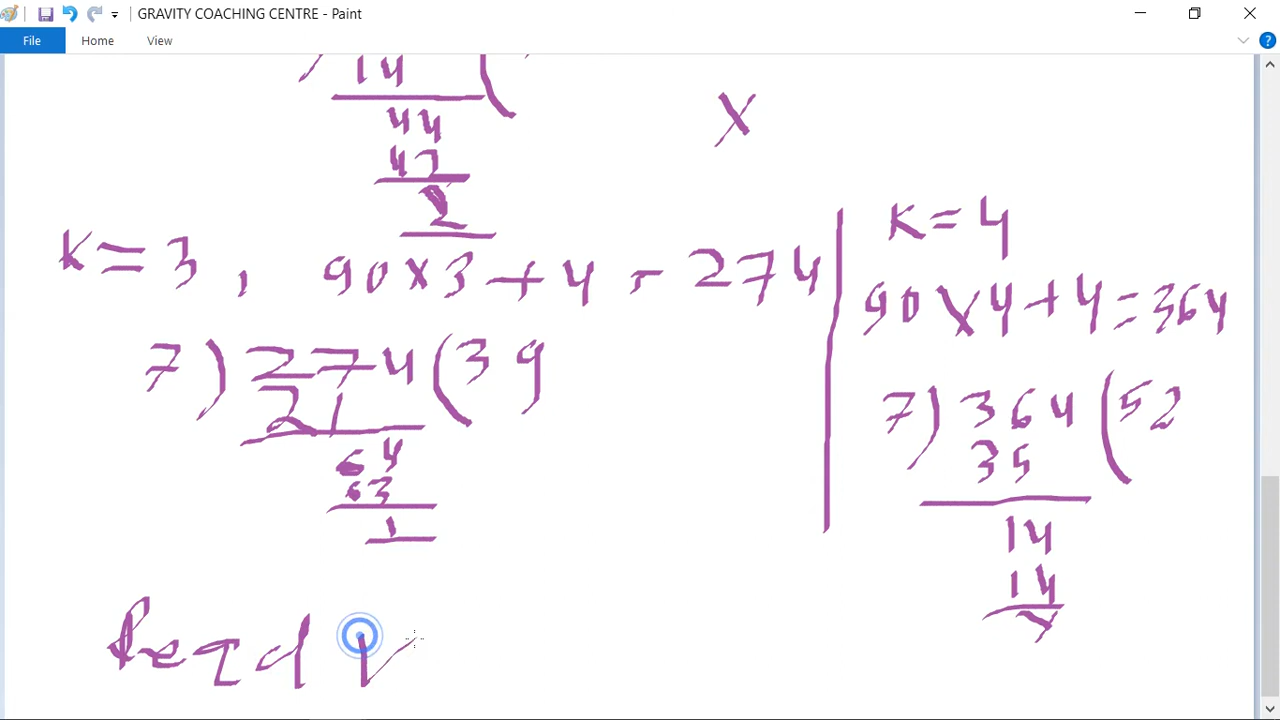 GRAVITY COACHING CENTRE - Paint
File Home View
14
44
42
2
X
K = 3, 90 X 3 + 4 = 274
7) 274 (39
21
64
63
1
K = 4
90 X 4 + 4 = 364
7) 364 (52
35
14
14
X
Reqd